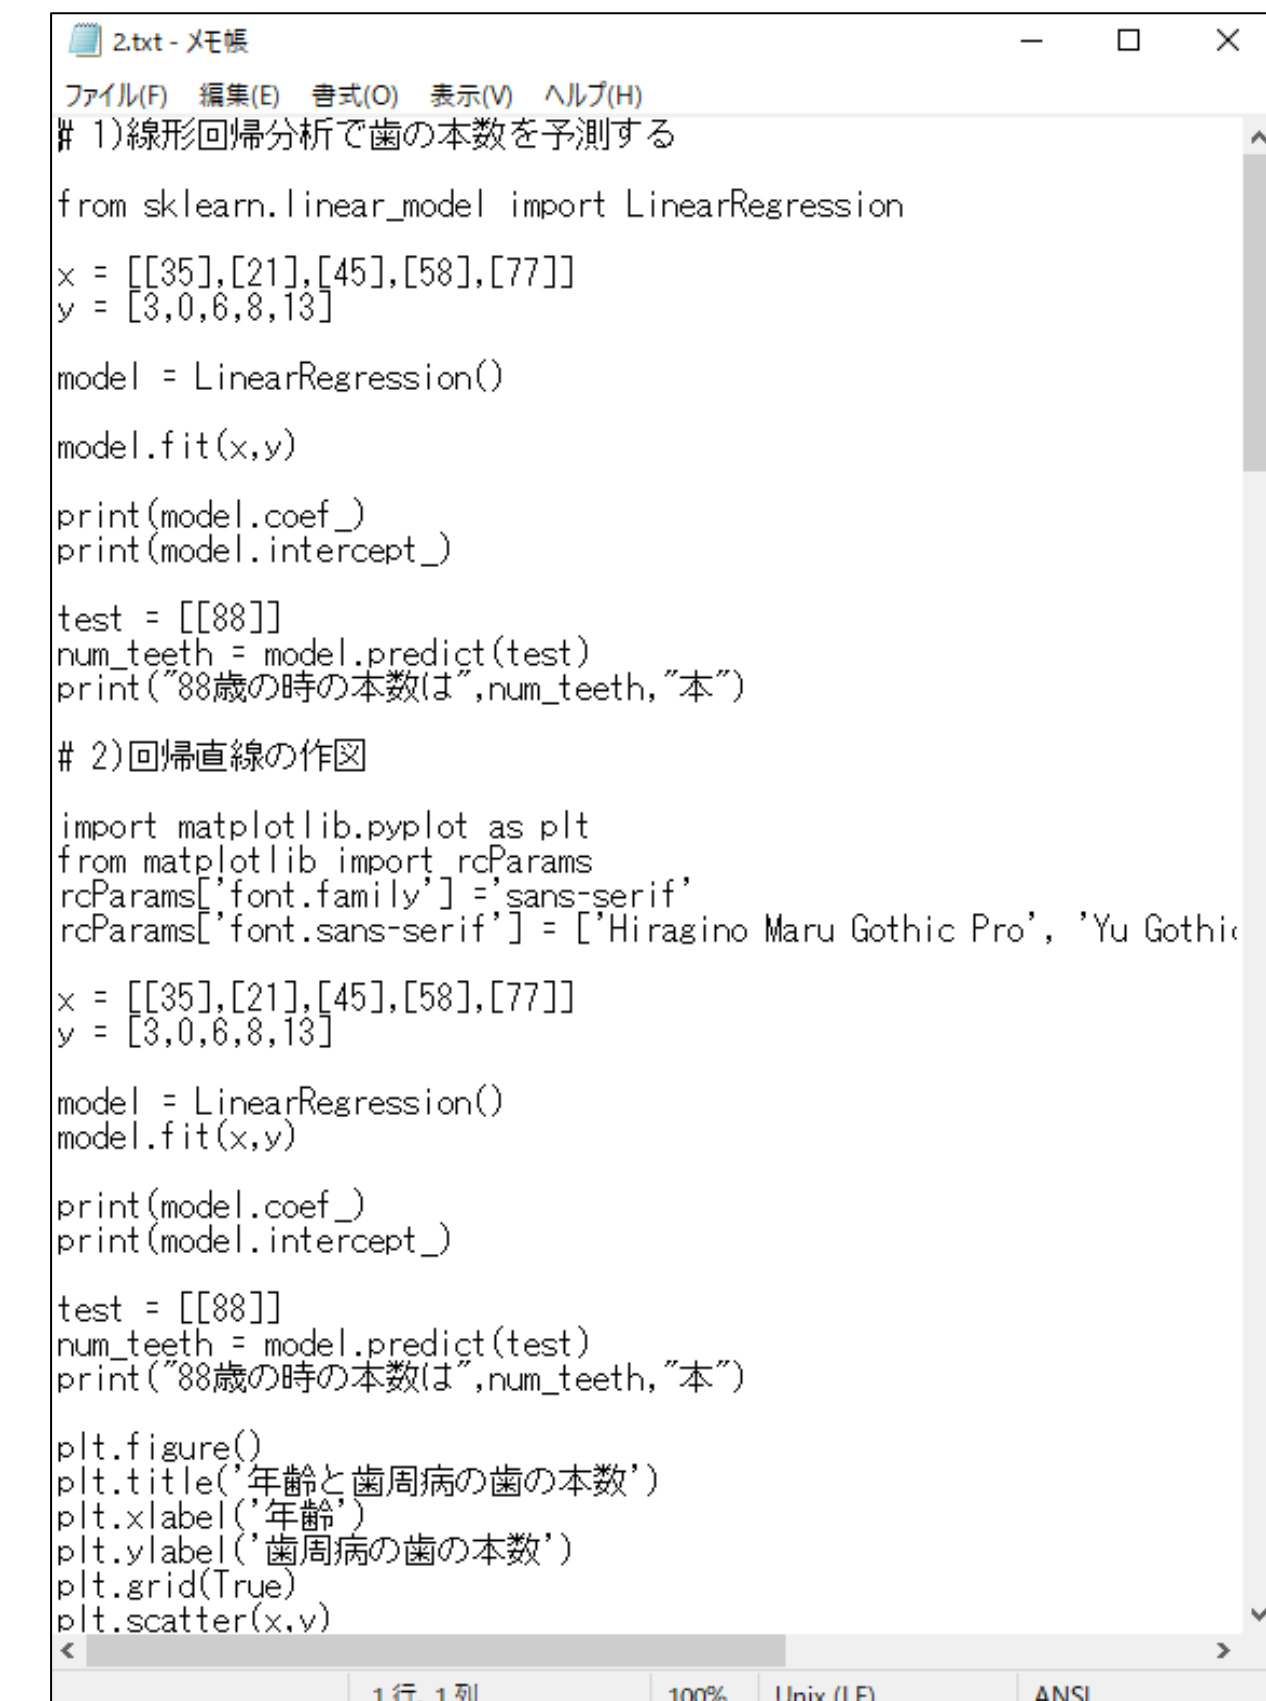 2.txt - メモ帳
ファイル(F) 編集(E) 書式(O) 表示(V) ヘルプ(H)
# 1)線形回帰分析で歯の本数を予測する
from sklearn.linear_model import LinearRegression
x = [[35],[21],[45],[58],[77]]
y = [3,0,6,8,13]
model = LinearRegression()
model.fit(x,y)
print(model.coef_)
print(model.intercept_)
test = [[88]]
num_teeth = model.predict(test)
print("88歳の時の本数は",num_teeth,"本")
# 2)回帰直線の作図
import matplotlib.pyplot as plt
from matplotlib import rcParams
rcParams['font.family'] ='sans-serif'
rcParams['font.sans-serif'] = ['Hiragino Maru Gothic Pro', 'Yu Gothic
x = [[35],[21],[45],[58],[77]]
y = [3,0,6,8,13]
model = LinearRegression()
model.fit(x,y)
print(model.coef_)
print(model.intercept_)
test = [[88]]
num_teeth = model.predict(test)
print("88歳の時の本数は",num_teeth,"本")
plt.figure()
plt.title('年齢と歯周病の歯の本数')
plt.xlabel('年齢')
plt.ylabel('歯周病の歯の本数')
plt.grid(True)
plt.scatter(x,y)
1 行、1 列 100% Unix (LF) ANSI